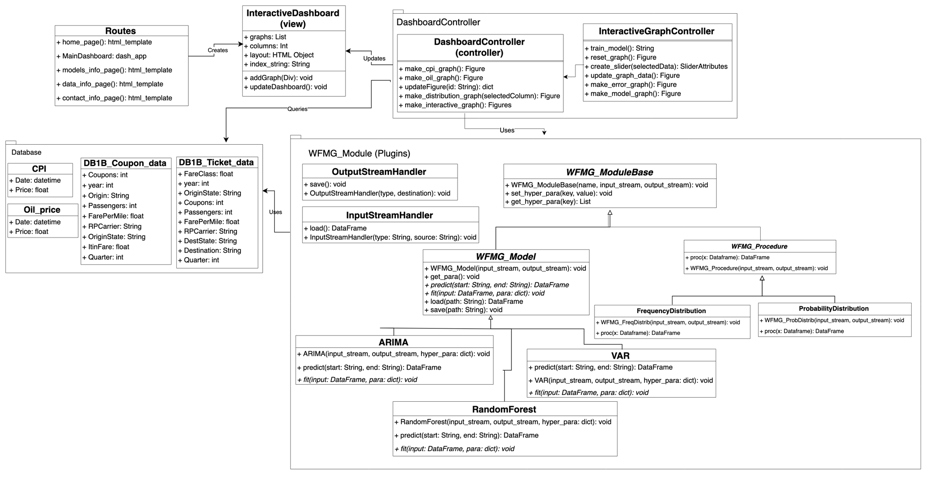 Routes
+ home_page(): html_template
+ MainDashboard: dash_app
+ models_info_page(): html_template
+ data_info_page(): html_template
+ contact_info_page(): html_template
Creates
InteractiveDashboard
(view)
+ graphs: List
+ columns: Int
+ layout: HTML Object
+ index_string: String
+ addGraph(Div): void
+ updateDashboard(): void
Updates
Queries
DashboardController
DashboardController
(controller)
+ make_cpi_graph(): Figure
+ make_oil_graph(): Figure
+ updateFigure(id: String): dict
+ make_distribution_graph(selectedColumn): Figure
+ make_interactive_graph(): Figures
InteractiveGraphController
+ train_model(): String
+ reset_graph(): Figure
+ create_slider(selectedData): SliderAttributes
+ update_graph_data(): Figure
+ make_error_graph(): Figure
+ make_model_graph(): Figure
Uses
Database
CPI
+ Date: datetime
+ Price: float
Oil_price
+ Date: datetime
+ Price: float
DB1B_Coupon_data
+ Coupons: int
+ year: int
+ Origin: String
+ Passengers: int
+ FarePerMile: float
+ RPCarrier: String
+ OriginState: String
+ ItinFare: float
+ Quarter: int
DB1B_Ticket_data
+ FareClass: float
+ year: int
+ OriginState: String
+ Coupons: int
+ Passengers: int
+ FarePerMile: float
+ RPCarrier: String
+ DestState: String
+ Destination: String
+ Quarter: int
Uses
WFMG_Module (Plugins)
OutputStreamHandler
+ save(): void
+ OutputStreamHandler(type, destination): void
InputStreamHandler
+ load(): DataFrame
+ InputStreamHandler(type: String, source: String): void
WFMG_ModuleBase
+ WFMG_ModuleBase(name, input_stream, output_stream): void
+ set_hyper_para(key, value): void
+ get_hyper_para(key): List
WFMG_Model
+ WFMG_Model(input_stream, output_stream): void
+ get_para(): void
+ predict(start: String, end: String): DataFrame
+ fit(input: DataFrame, para: dict): void
+ load(path: String): DataFrame
+ save(path: String): void
WFMG_Procedure
+ proc(x: Dataframe): DataFrame
+ WFMG_Procedure(input_stream, output_stream): void
FrequencyDistribution
+ WFMG_FreqDistrib(input_stream, output_stream): void
+ proc(x: Dataframe): DataFrame
ProbabilityDistribution
+ WFMG_ProbDistrib(input_stream, output_stream): void
+ proc(x: Dataframe): DataFrame
ARIMA
+ ARIMA(input_stream, output_stream, hyper_para: dict): void
+ predict(start: String, end: String): DataFrame
+ fit(input: DataFrame, para: dict): void
VAR
+ predict(start: String, end: String): DataFrame
+ VAR(input_stream, output_stream, hyper_para: dict): void
+ fit(input: DataFrame, para: dict): void
RandomForest
+ RandomForest(input_stream, output_stream, hyper_para: dict): void
+ predict(start: String, end: String): DataFrame
+ fit(input: DataFrame, para: dict): void